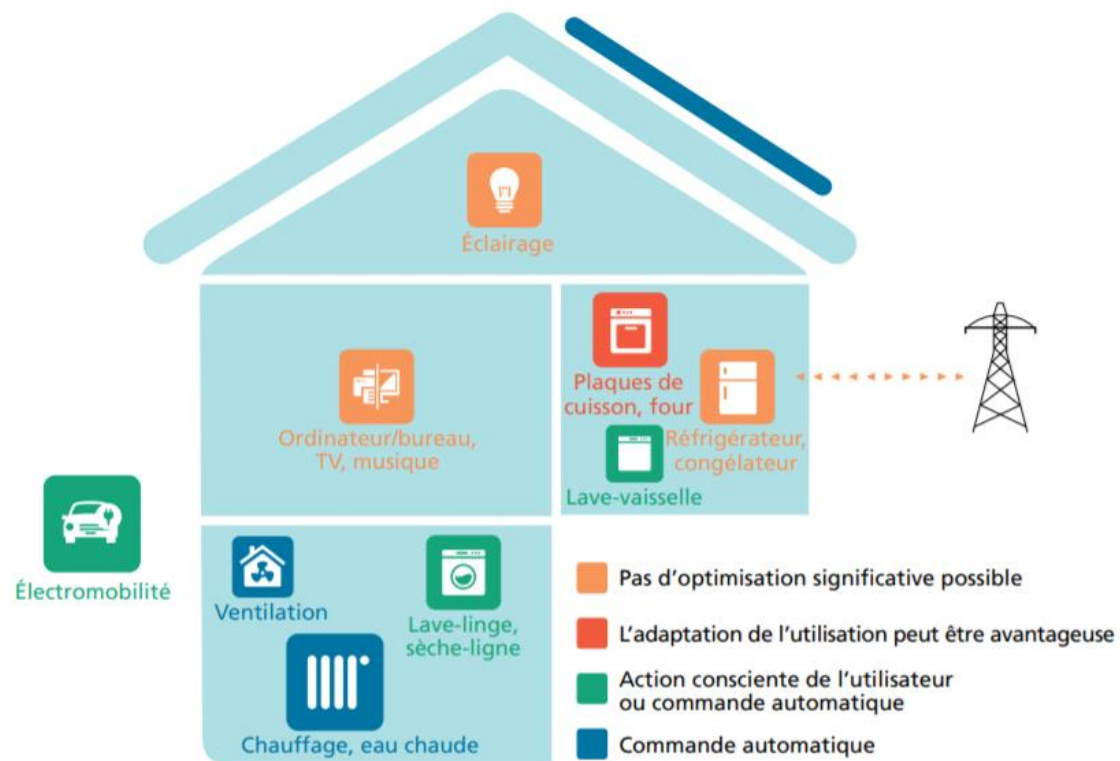 Éclairage
Ordinateur/bureau,
TV, musique
Plaques de
cuisson, four
Réfrigérateur,
congélateur
Lave-vaisselle
Électromobilité
Ventilation
Lave-linge,
sèche-ligne
Chauffage, eau chaude
Pas d’optimisation significative possible
L’adaptation de l’utilisation peut être avantageuse
Action consciente de l’utilisateur
ou commande automatique
Commande automatique